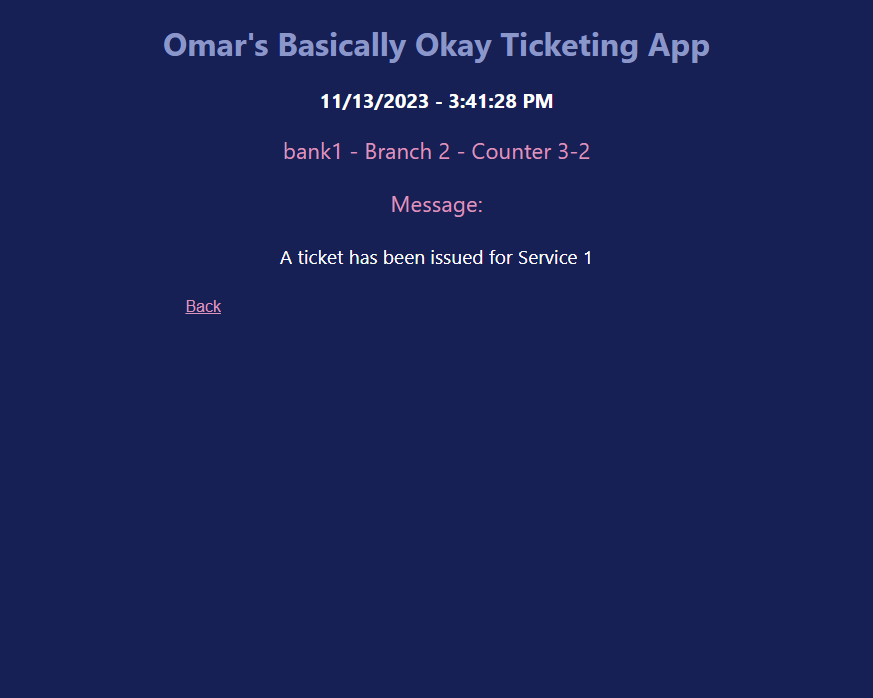 Omar's Basically Okay Ticketing App
11/13/2023 - 3:41:28 PM
bank1 - Branch 2 - Counter 3-2
Message:
A ticket has been issued for Service 1
Back